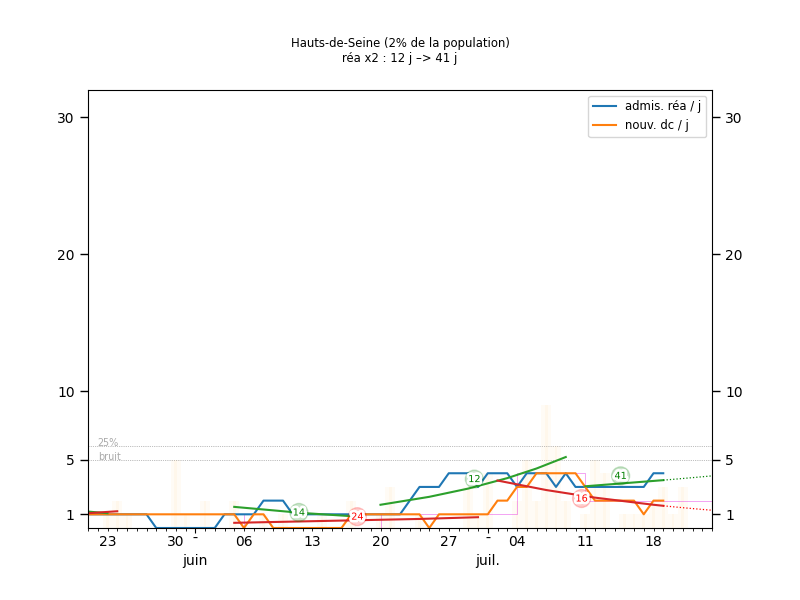 Hauts-de-Seine (2% de la population)
réa x2 : 12 j –> 41 j
admis. réa / j
nouv. dc / j
30 30
20 20
10 10
25%
bruit
5 5
1 1
14 24 12 16 41
23 30 - 06 13 20 27 - 04 11 18
juin juil.